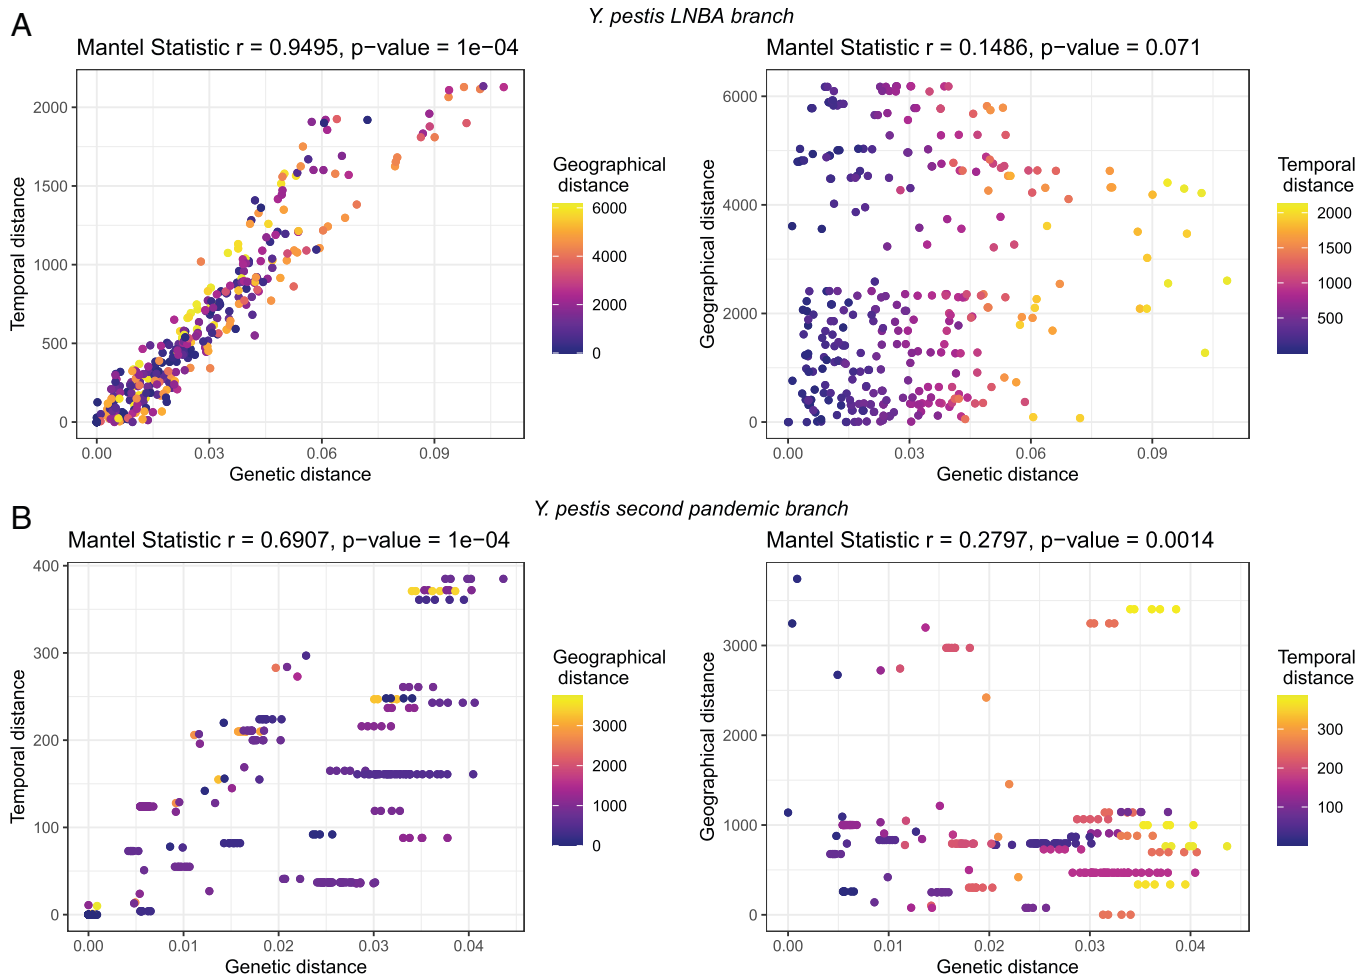 A
Y. pestis LNBA branch
Mantel Statistic r = 0.9495, p−value = 1e−04
Temporal distance
2000
1500
1000
500
0
0.00
0.03
0.06
0.09
Genetic distance
Geographical
distance
6000
4000
2000
0
Mantel Statistic r = 0.1486, p−value = 0.071
Geographical distance
6000
4000
2000
0
0.00
0.03
0.06
0.09
Genetic distance
Temporal
distance
2000
1500
1000
500
B
Y. pestis second pandemic branch
Mantel Statistic r = 0.6907, p−value = 1e−04
Temporal distance
400
300
200
100
0
0.00
0.01
0.02
0.03
0.04
Genetic distance
Geographical
distance
3000
2000
1000
0
Mantel Statistic r = 0.2797, p−value = 0.0014
Geographical distance
3000
2000
1000
0
0.00
0.01
0.02
0.03
0.04
Genetic distance
Temporal
distance
300
200
100